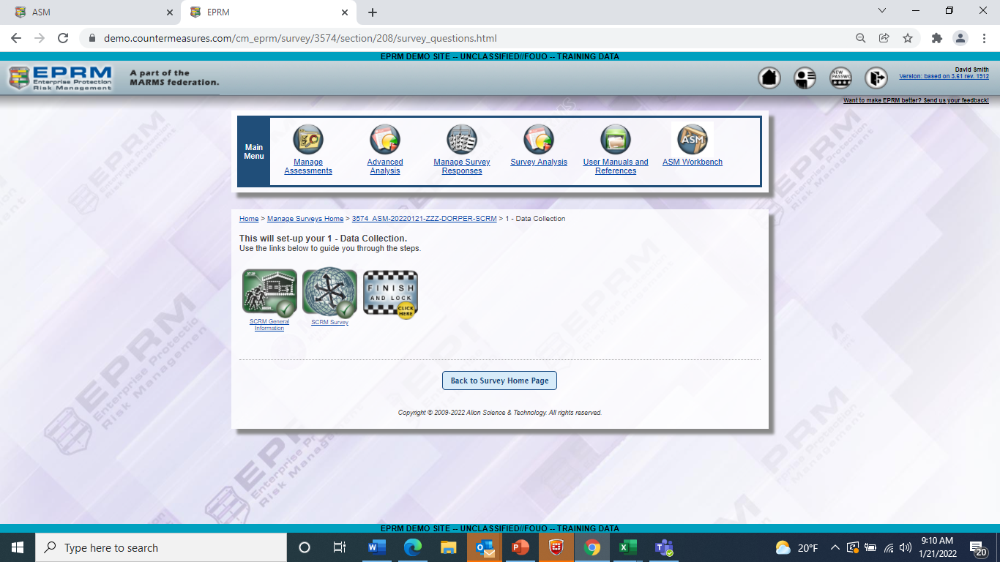 ASM
EPRM
demo.countermeasures.com/cm_eprm/survey/3574/section/208/survey_questions.html
EPRM DEMO SITE -- UNCLASSIFIED//FOUO -- TRAINING DATA
EPRM
Enterprise Protection
Risk Management
A part of the
MARMS federation.
NEW
PASSWO
David Smith
Version: based on 3.61 rev. 1912
Want to make EPRM better? Send us your feedback!
Main
Menu
Manage
Assessments
Advanced
Analysis
Manage Survey
Responses
Survey Analysis
User Manuals and
References
ASM
ASM Workbench
Home > Manage Surveys Home > 3574_ASM-20220121-ZZZ-DORPER-SCRM > 1 - Data Collection
This will set-up your 1 - Data Collection.
Use the links below to guide you through the steps.
SCRM General
Information
SCRM Survey
FINISH
AND LOCK
CLICK
HERE
Back to Survey Home Page
Copyright © 2009-2022 Alion Science & Technology. All rights reserved.
EPRM
Enterprise Protection
Risk Management
EPRM DEMO SITE -- UNCLASSIFIED//FOUO -- TRAINING DATA
Type here to search
20°F
9:10 AM
1/21/2022
20